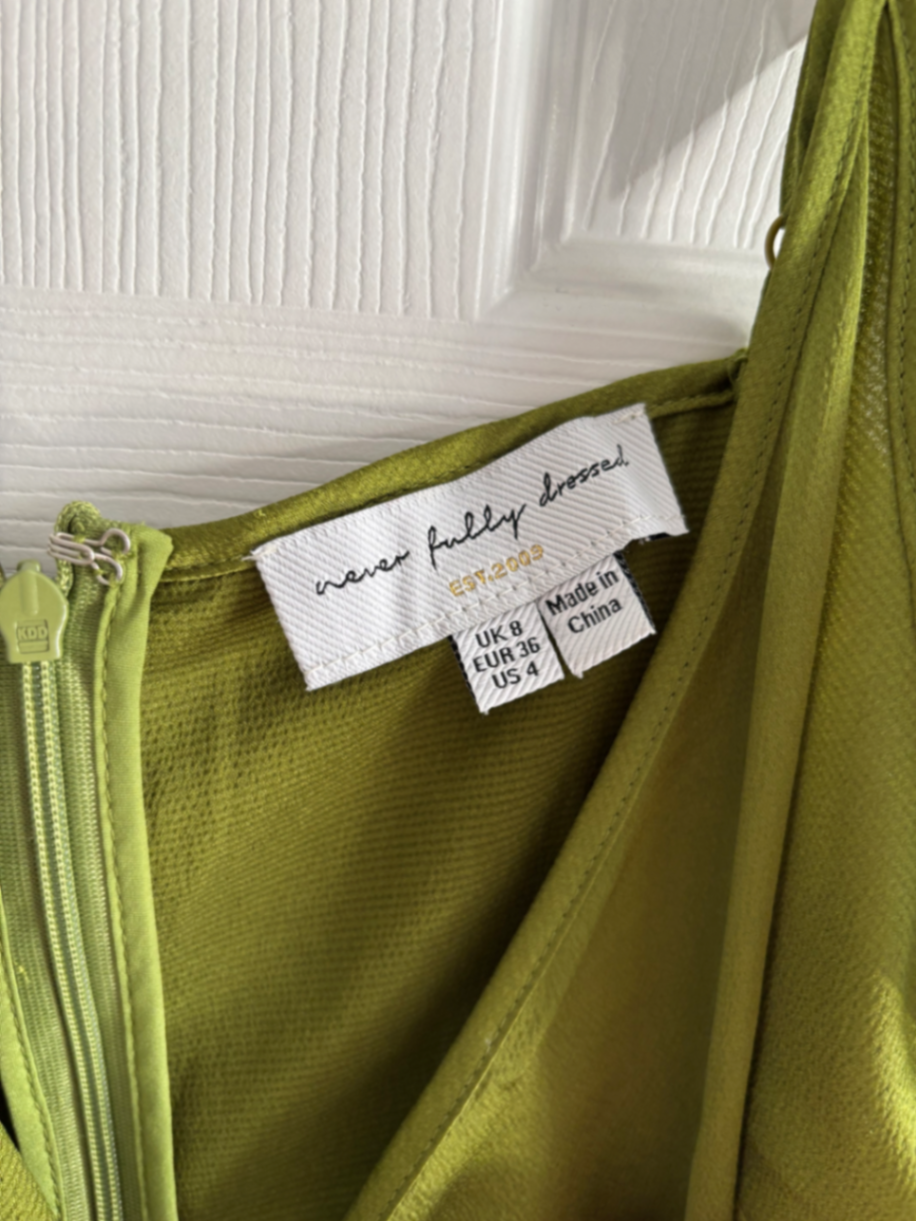 never fully dressed
EST.2009
UK 8
EUR 36
US 4
Made in
China
KDD